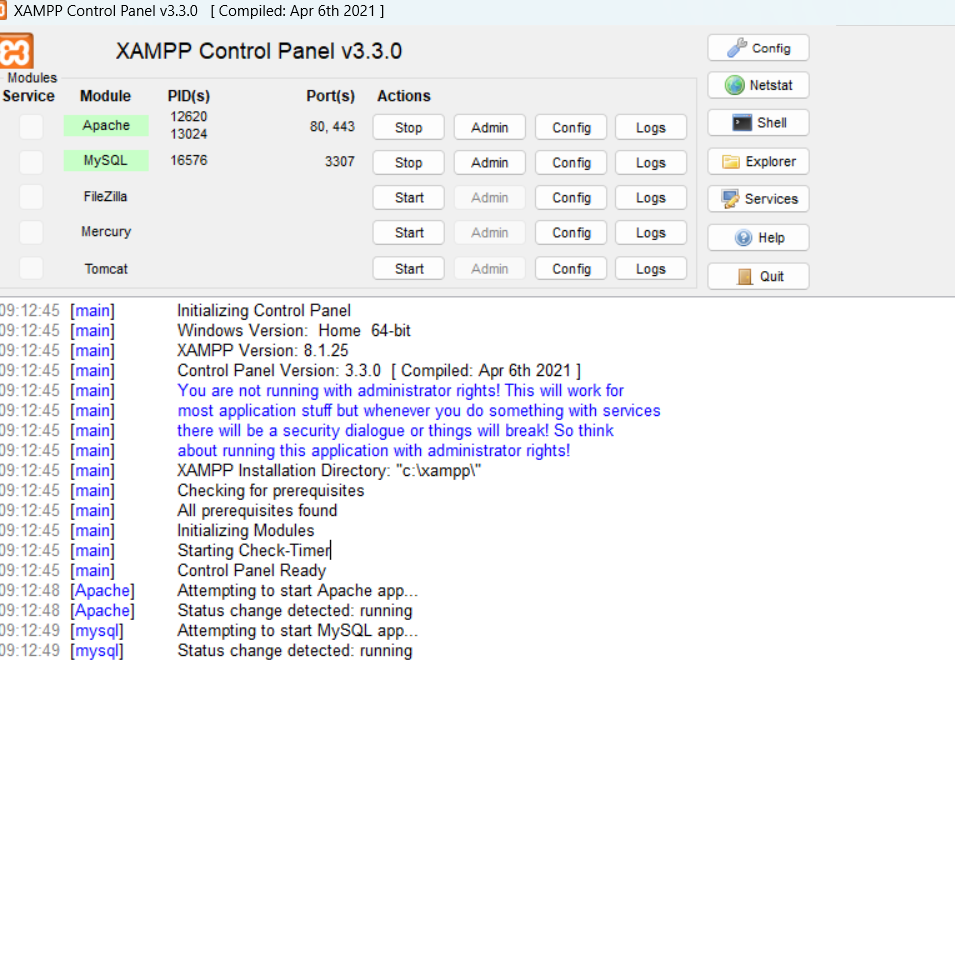 XAMPP Control Panel v3.3.0 [ Compiled: Apr 6th 2021 ]
XAMPP Control Panel v3.3.0
Config
Modules
Service Module PID(s) Port(s) Actions
Netstat
Apache 12620 13024 80, 443 Stop Admin Config Logs
Shell
MySQL 16576 3307 Stop Admin Config Logs
Explorer
FileZilla Start Admin Config Logs
Services
Mercury Start Admin Config Logs
Help
Tomcat Start Admin Config Logs
Quit
09:12:45 [main] Initializing Control Panel
09:12:45 [main] Windows Version: Home 64-bit
09:12:45 [main] XAMPP Version: 8.1.25
09:12:45 [main] Control Panel Version: 3.3.0 [ Compiled: Apr 6th 2021 ]
09:12:45 [main] You are not running with administrator rights! This will work for
09:12:45 [main] most application stuff but whenever you do something with services
09:12:45 [main] there will be a security dialogue or things will break! So think
09:12:45 [main] about running this application with administrator rights!
09:12:45 [main] XAMPP Installation Directory: "c:\xampp\"
09:12:45 [main] Checking for prerequisites
09:12:45 [main] All prerequisites found
09:12:45 [main] Initializing Modules
09:12:45 [main] Starting Check-Timer
09:12:45 [main] Control Panel Ready
09:12:48 [Apache] Attempting to start Apache app...
09:12:48 [Apache] Status change detected: running
09:12:49 [mysql] Attempting to start MySQL app...
09:12:49 [mysql] Status change detected: running